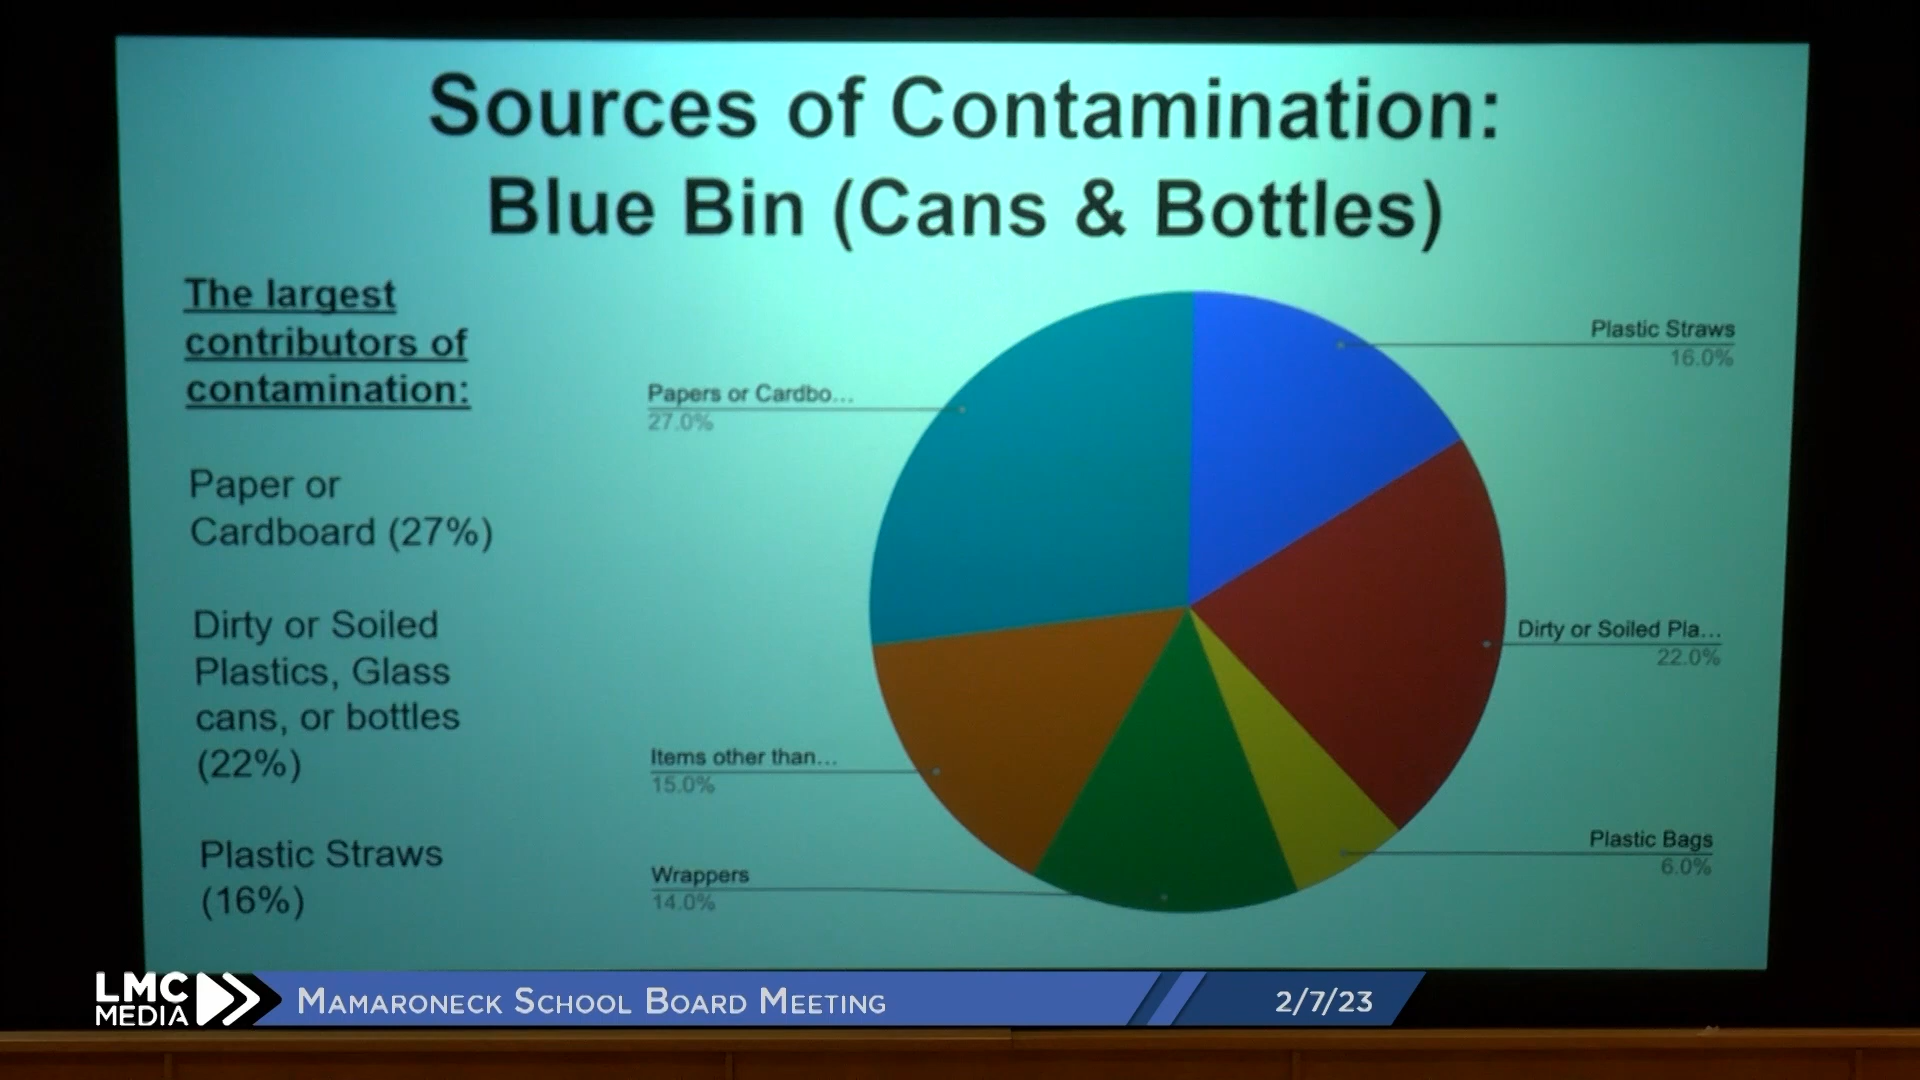 Sources of Contamination:
Blue Bin (Cans & Bottles)
The largest
contributors of
contamination:
Paper or
Cardboard (27%)
Dirty or Soiled
Plastics, Glass
cans, or bottles
(22%)
Plastic Straws
(16%)
Papers or Cardbo...
27.0%
Items other than...
15.0%
Wrappers
14.0%
Plastic Straws
16.0%
Dirty or Soiled Pla...
22.0%
Plastic Bags
6.0%
LMC
MEDIA
MAMARONECK SCHOOL BOARD MEETING
2/7/23